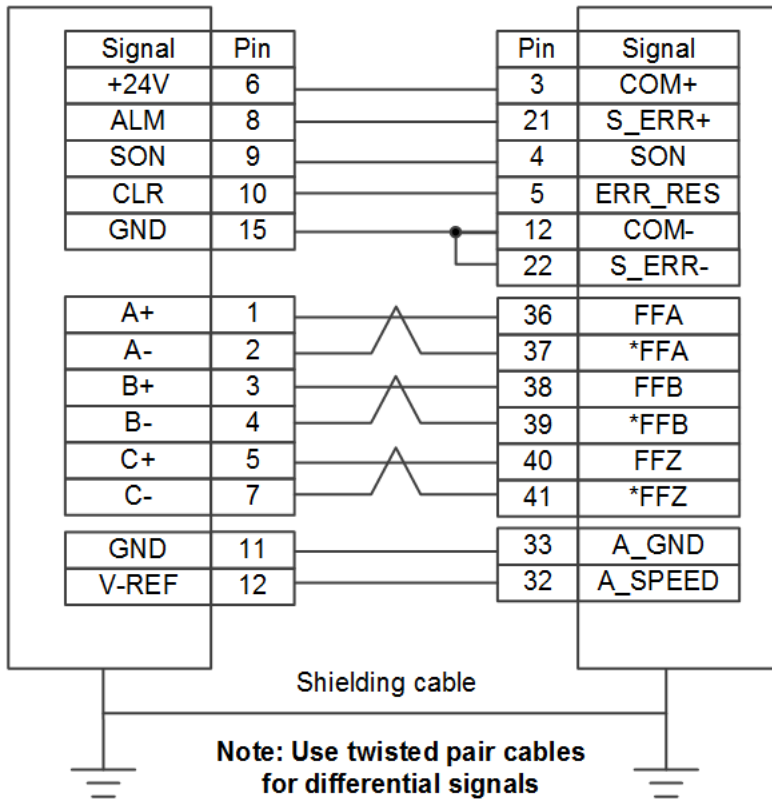 Signal Pin Pin Signal
+24V 6 3 COM+
ALM 8 21 S_ERR+
SON 9 4 SON
CLR 10 5 ERR_RES
GND 15 12 COM-
22 S_ERR-
A+ 1 36 FFA
A- 2 37 *FFA
B+ 3 38 FFB
B- 4 39 *FFB
C+ 5 40 FFZ
C- 7 41 *FFZ
GND 11 33 A_GND
V-REF 12 32 A_SPEED
Shielding cable
Note: Use twisted pair cables
for differential signals